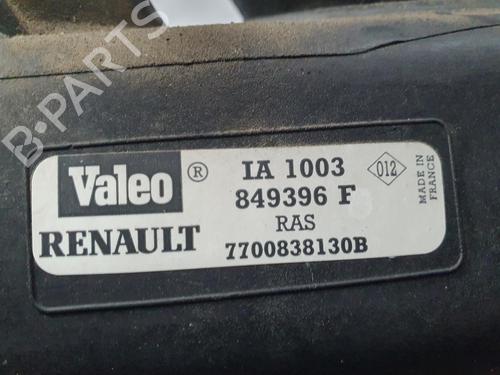 B-PARTS
Valeo ® IA 1003
849396 F
012
MADE IN
FRANCE
RENAULT RAS
7700838130B